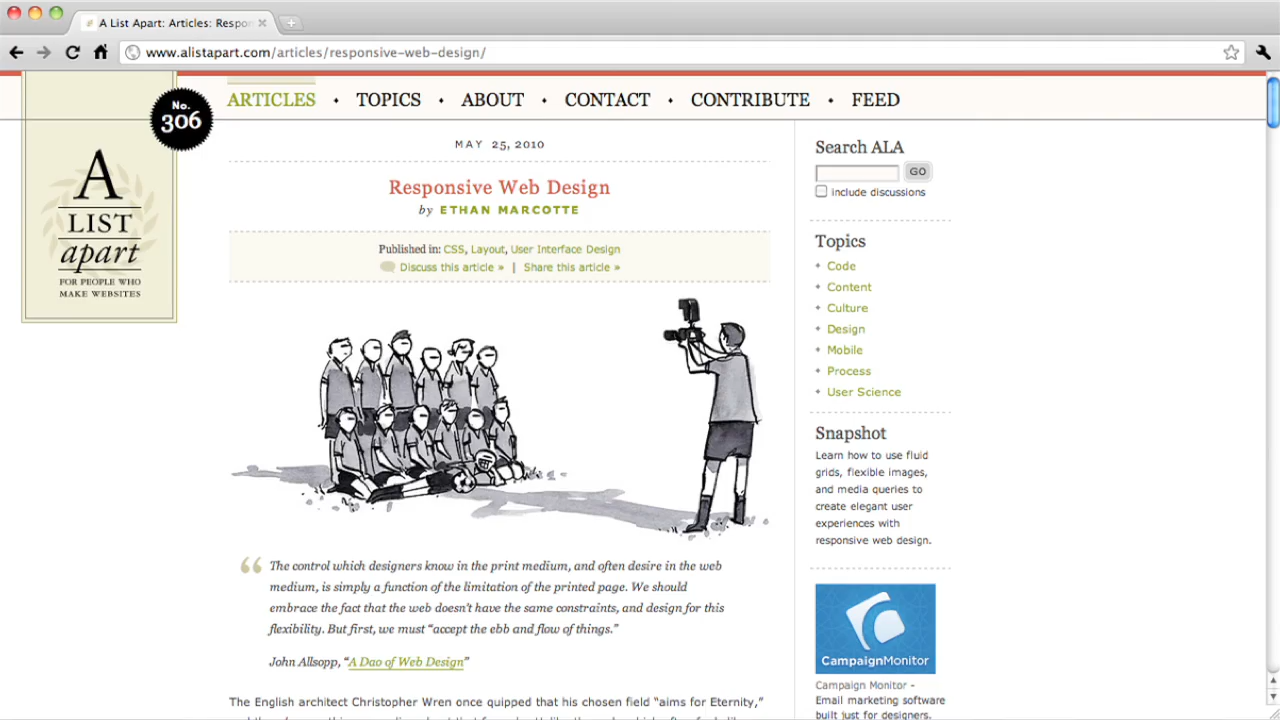 A List Apart: Articles: Respo
www.alistapart.com/articles/responsive-web-design/
ARTICLES • TOPICS • ABOUT • CONTACT • CONTRIBUTE • FEED
No.
306
A
LIST
apart
FOR PEOPLE WHO
MAKE WEBSITES
MAY 25, 2010
Responsive Web Design
by ETHAN MARCOTTE
Published in: CSS, Layout, User Interface Design
Discuss this article » | Share this article »
“ The control which designers know in the print medium, and often desire in the web
medium, is simply a function of the limitation of the printed page. We should
embrace the fact that the web doesn’t have the same constraints, and design for this
flexibility. But first, we must “accept the ebb and flow of things.”
John Allsopp, “A Dao of Web Design”
The English architect Christopher Wren once quipped that his chosen field “aims for Eternity,”
Search ALA
GO
include discussions
Topics
Code
Content
Culture
Design
Mobile
Process
User Science
Snapshot
Learn how to use fluid
grids, flexible images,
and media queries to
create elegant user
experiences with
responsive web design.
CampaignMonitor
Campaign Monitor -
Email marketing software
built just for designers.